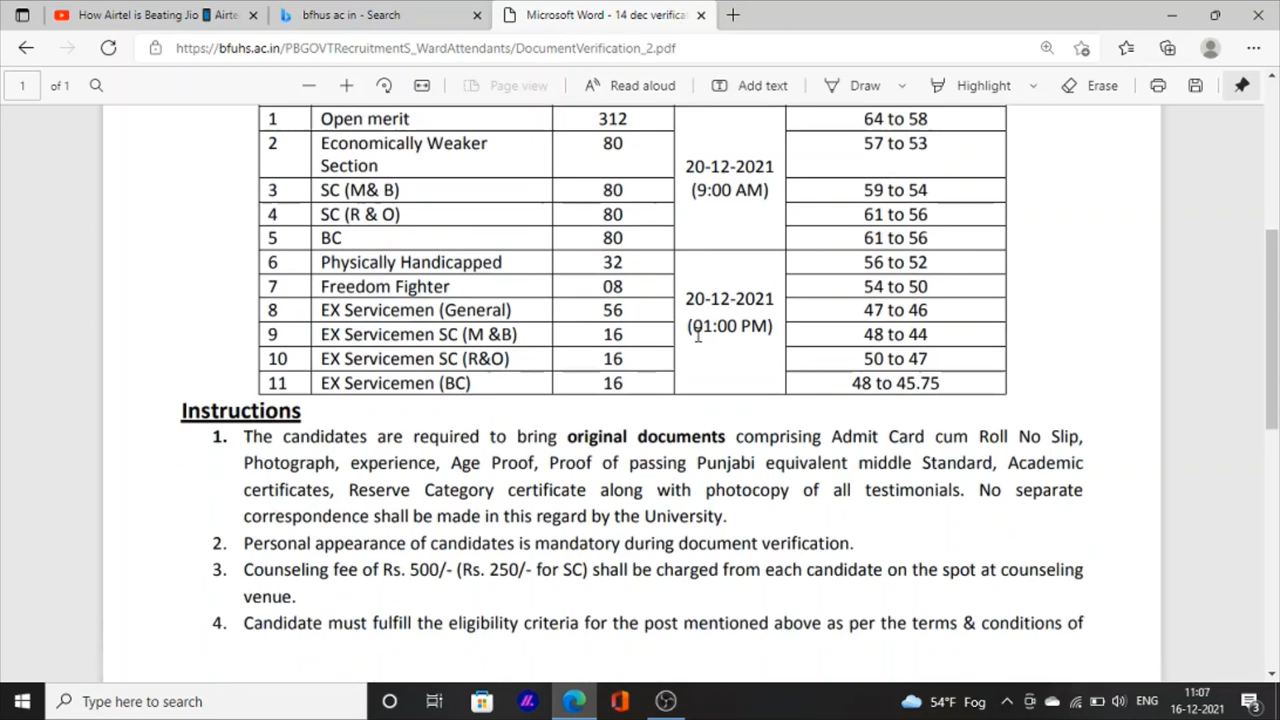 How Airtel is Beating Jio Airte
bfhus ac in - Search
Microsoft Word - 14 dec verifica
https://bfuhs.ac.in/PBGOVTRecruitmentS_WardAttendants/DocumentVerification_2.pdf
1 of 1 Page view Read aloud Add text Draw Highlight Erase
1 Open merit 312 64 to 58
2 Economically Weaker 80 57 to 53
Section
20-12-2021
3 SC (M& B) 80 (9:00 AM) 59 to 54
4 SC (R & O) 80 61 to 56
5 BC 80 61 to 56
6 Physically Handicapped 32 56 to 52
7 Freedom Fighter 08 54 to 50
20-12-2021
8 EX Servicemen (General) 56 47 to 46
(01:00 PM)
9 EX Servicemen SC (M &B) 16 48 to 44
10 EX Servicemen SC (R&O) 16 50 to 47
11 EX Servicemen (BC) 16 48 to 45.75
Instructions
1. The candidates are required to bring original documents comprising Admit Card cum Roll No Slip,
Photograph, experience, Age Proof, Proof of passing Punjabi equivalent middle Standard, Academic
certificates, Reserve Category certificate along with photocopy of all testimonials. No separate
correspondence shall be made in this regard by the University.
2. Personal appearance of candidates is mandatory during document verification.
3. Counseling fee of Rs. 500/- (Rs. 250/- for SC) shall be charged from each candidate on the spot at counseling
venue.
4. Candidate must fulfill the eligibility criteria for the post mentioned above as per the terms & conditions of
Type here to search
54°F Fog
ENG
11:07
16-12-2021
3